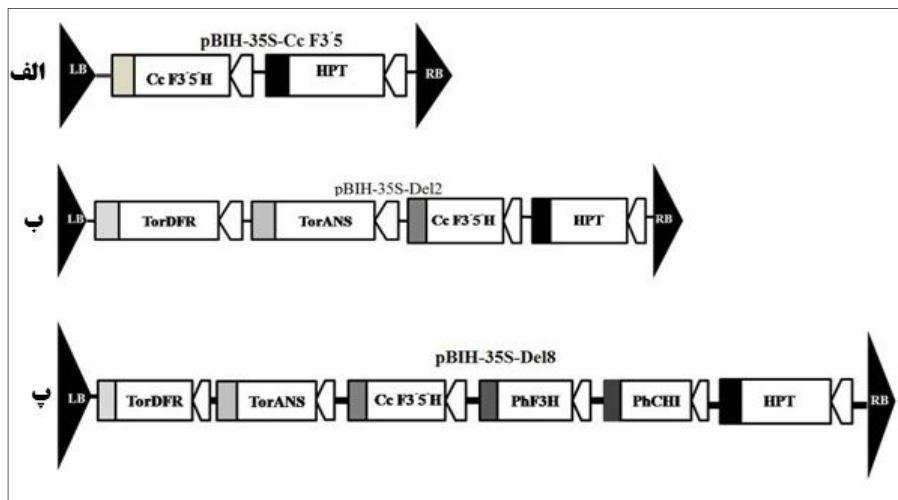 pBIH-35S-Cc F3´5
الف
LB Cc F3´5´H HPT RB
pBIH-35S-Del2
ب
LB TorDFR TorANS Cc F3´5´H HPT RB
pBIH-35S-Del8
پ
LB TorDFR TorANS Cc F3´5´H PhF3H PhCHI HPT RB